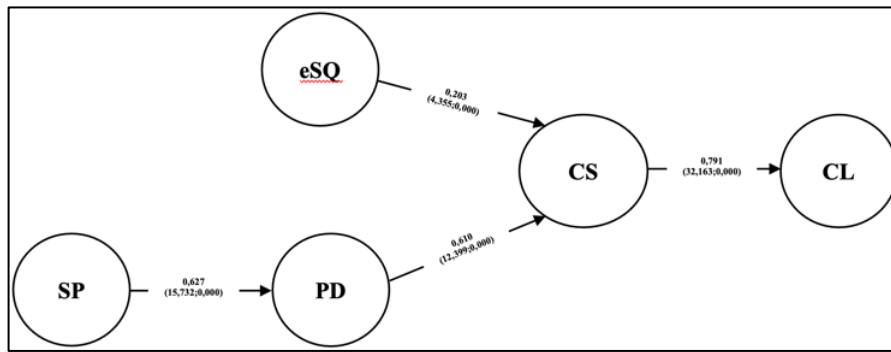 eSQ
0,203
(4,355;0,000)
CS
0,791
(32,163;0,000)
CL
0,610
(12,399;0,000)
SP
0,627
(15,732;0,000)
PD